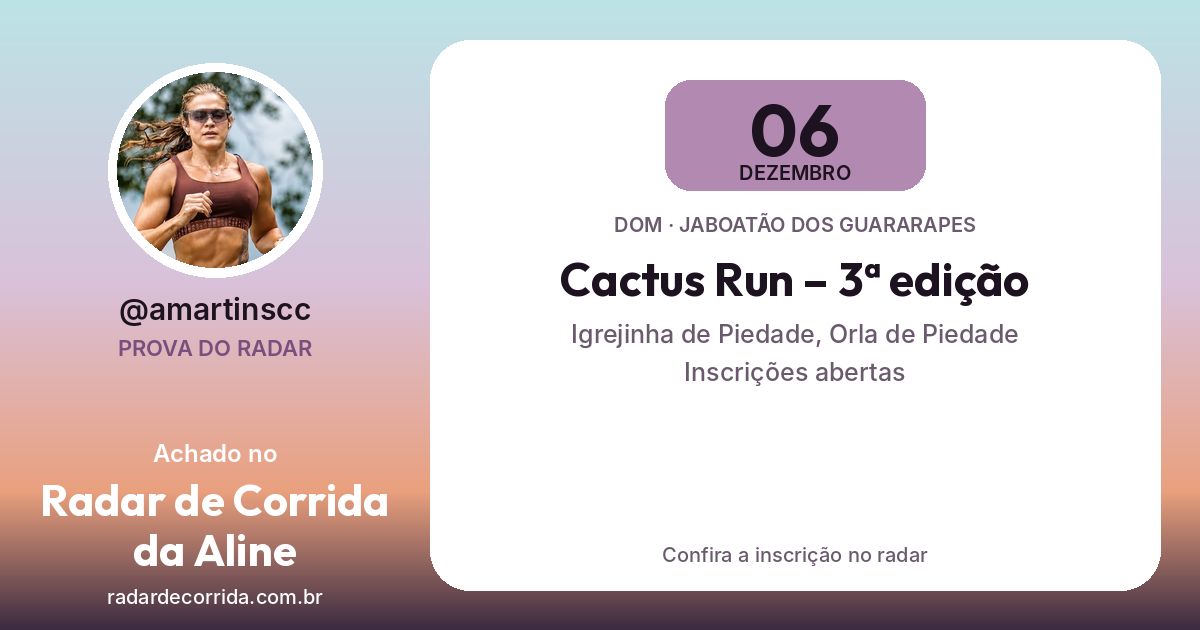 @amartinscc
PROVA DO RADAR
Achado no
Radar de Corrida
da Aline
radardecorrida.com.br
06
DEZEMBRO
DOM · JABOATÃO DOS GUARARAPES
Cactus Run – 3ª edição
Igrejinha de Piedade, Orla de Piedade
Inscrições abertas
Confira a inscrição no radar